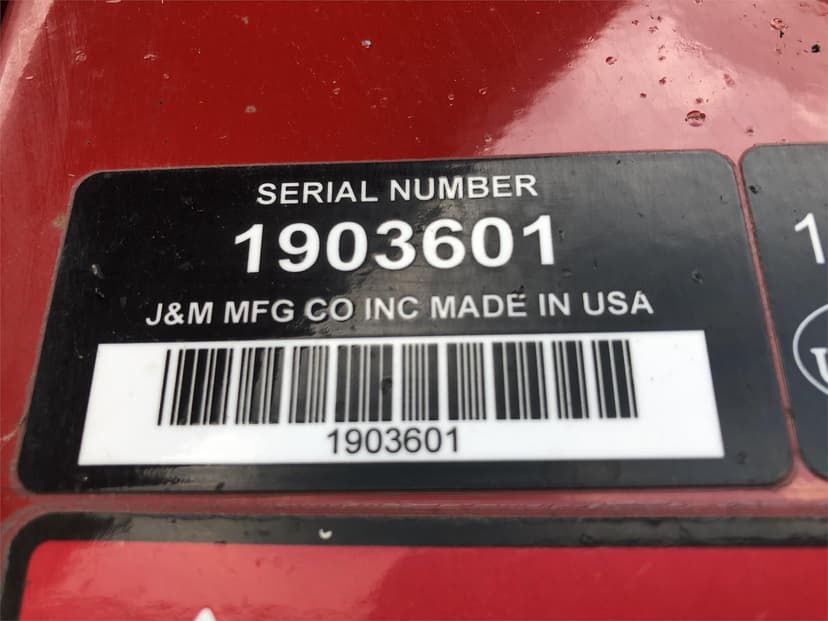 SERIAL NUMBER
1903601
J&M MFG CO INC MADE IN USA
1903601